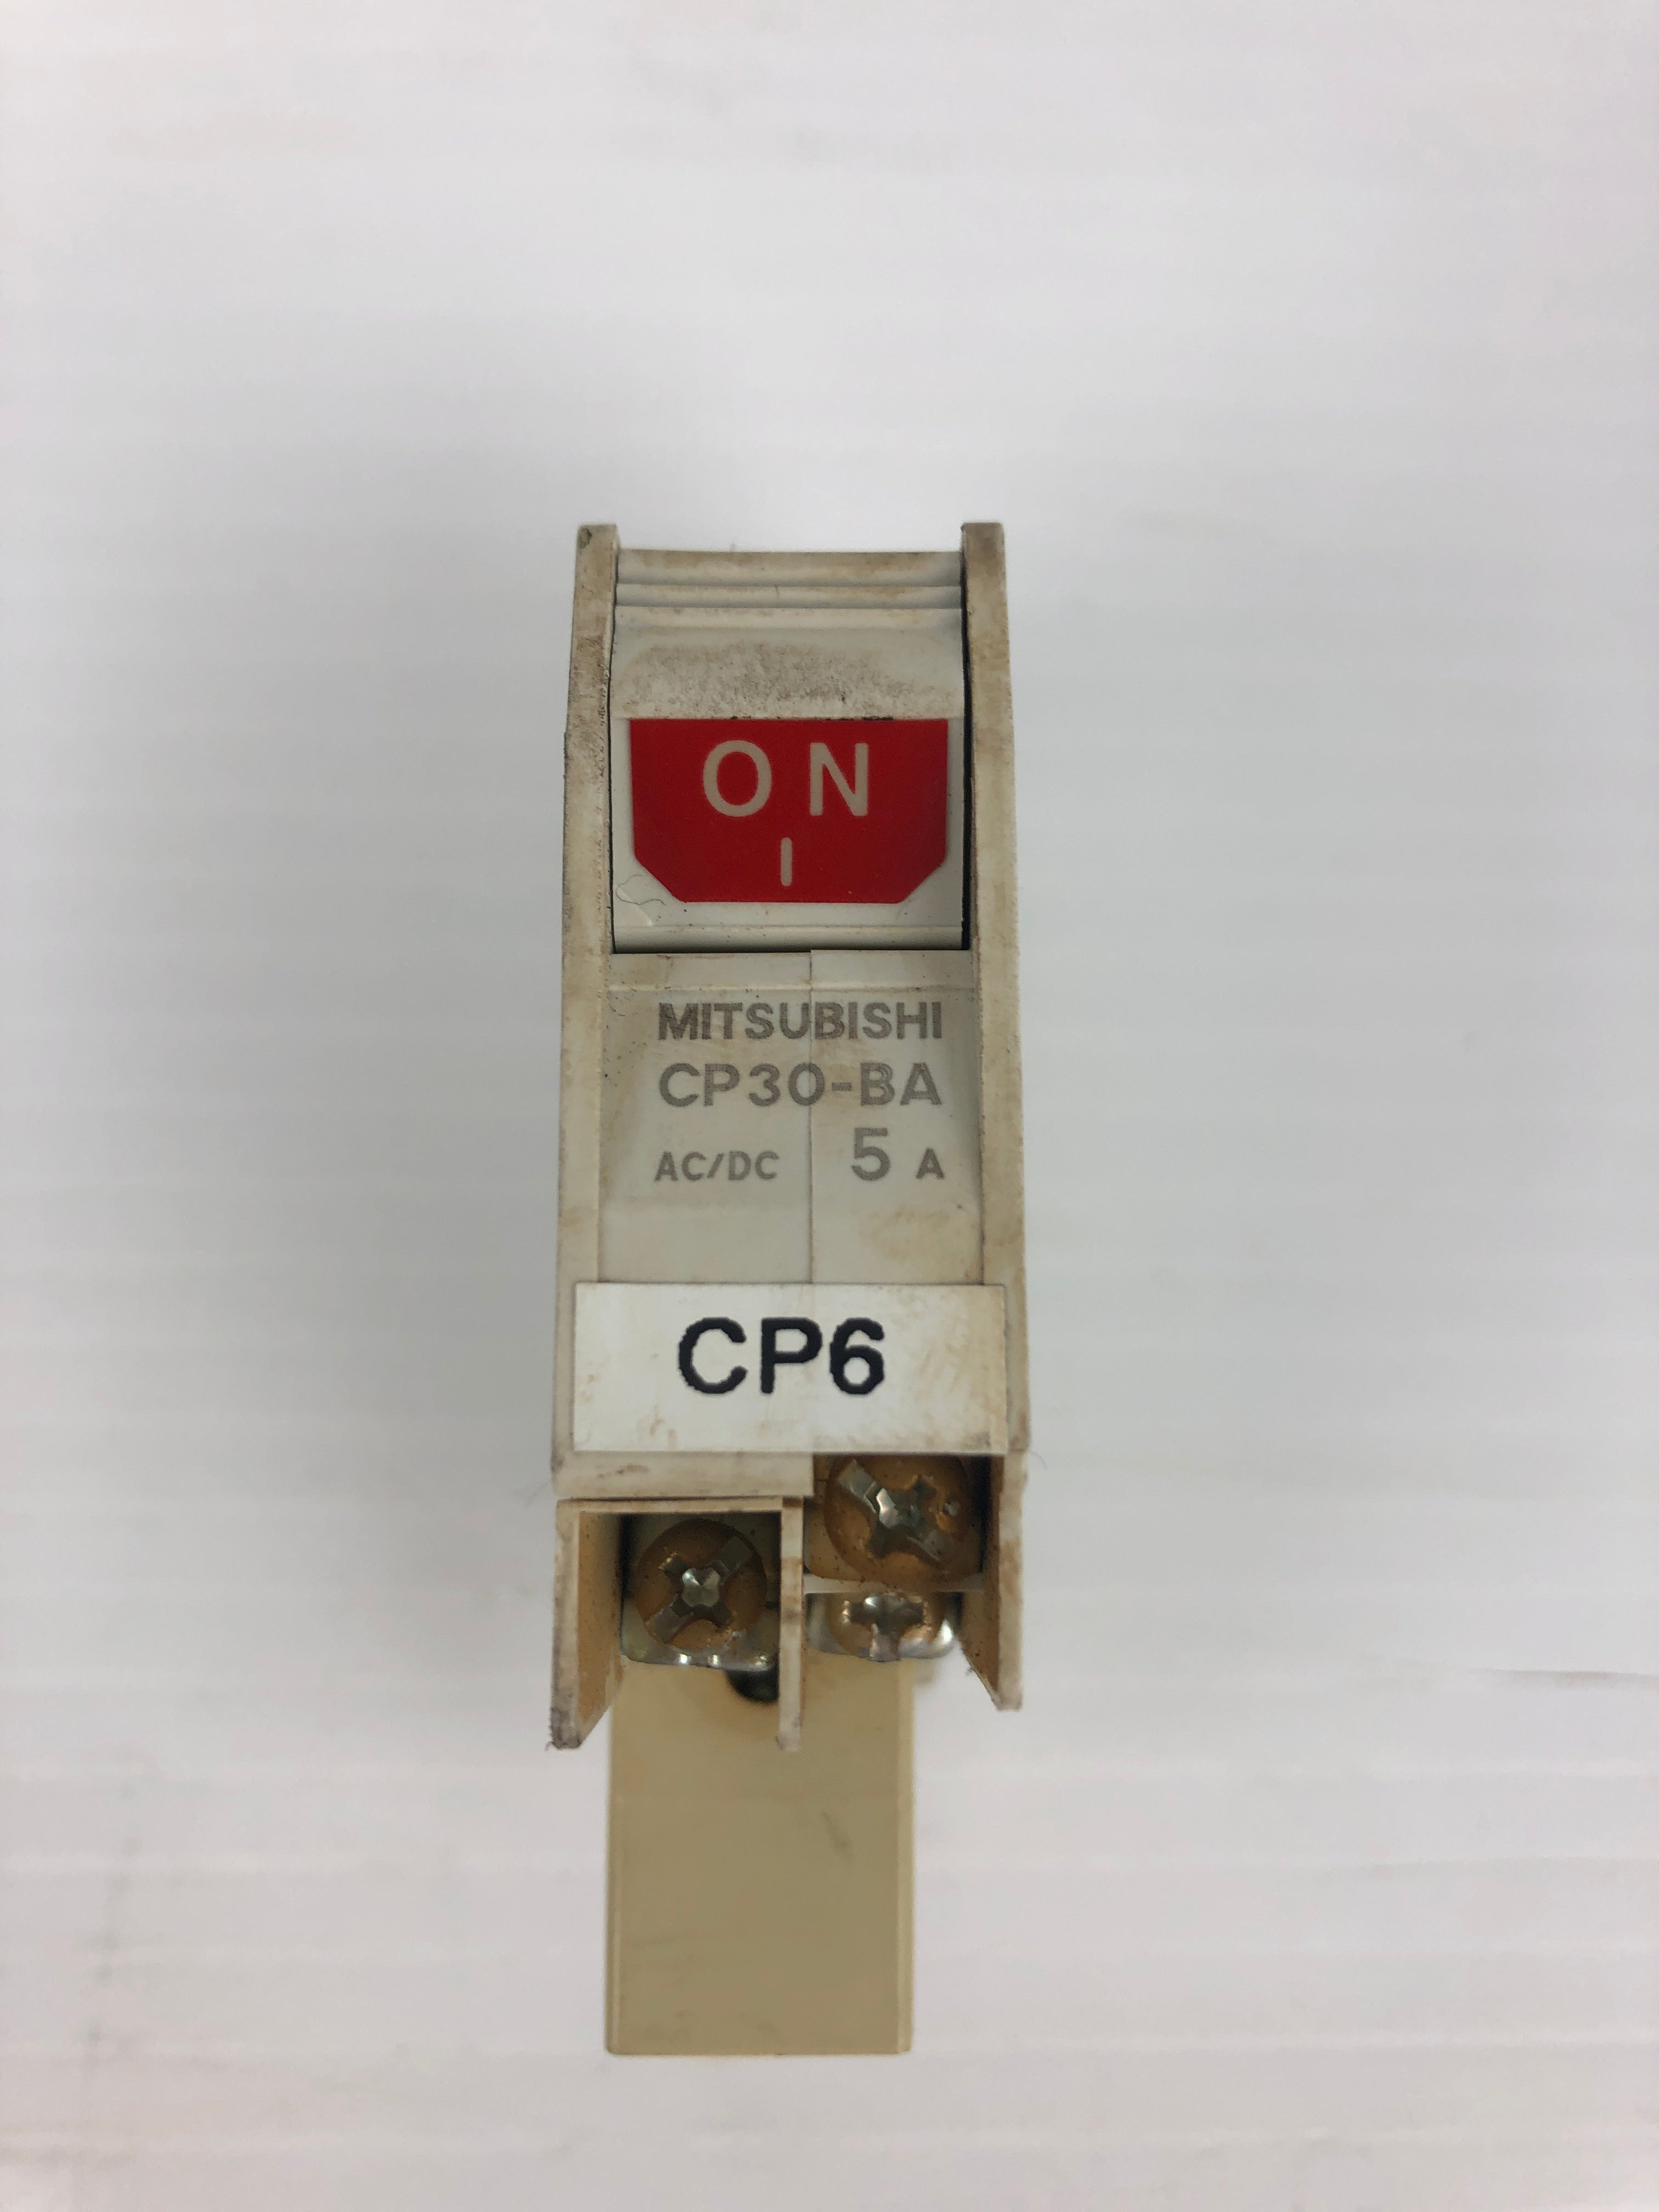 ON
I
MITSUBISHI
CP30-BA
AC/DC 5 A
CP6